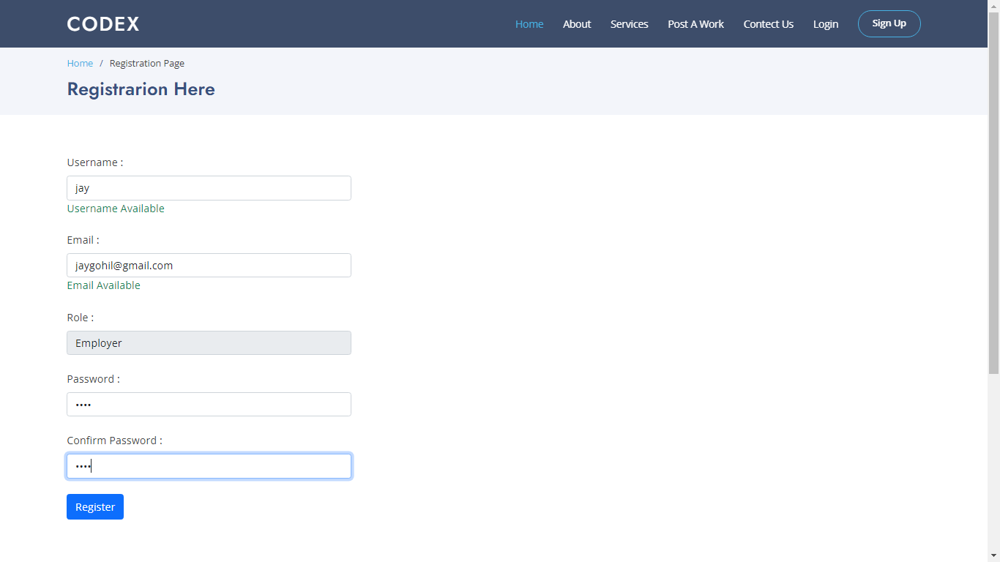 CODEX
Home About Services Post A Work Contect Us Login Sign Up
Home / Registration Page
Registrarion Here
Username :
jay
Username Available
Email :
jaygohil@gmail.com
Email Available
Role :
Employer
Password :
••••
Confirm Password :
••••
Register